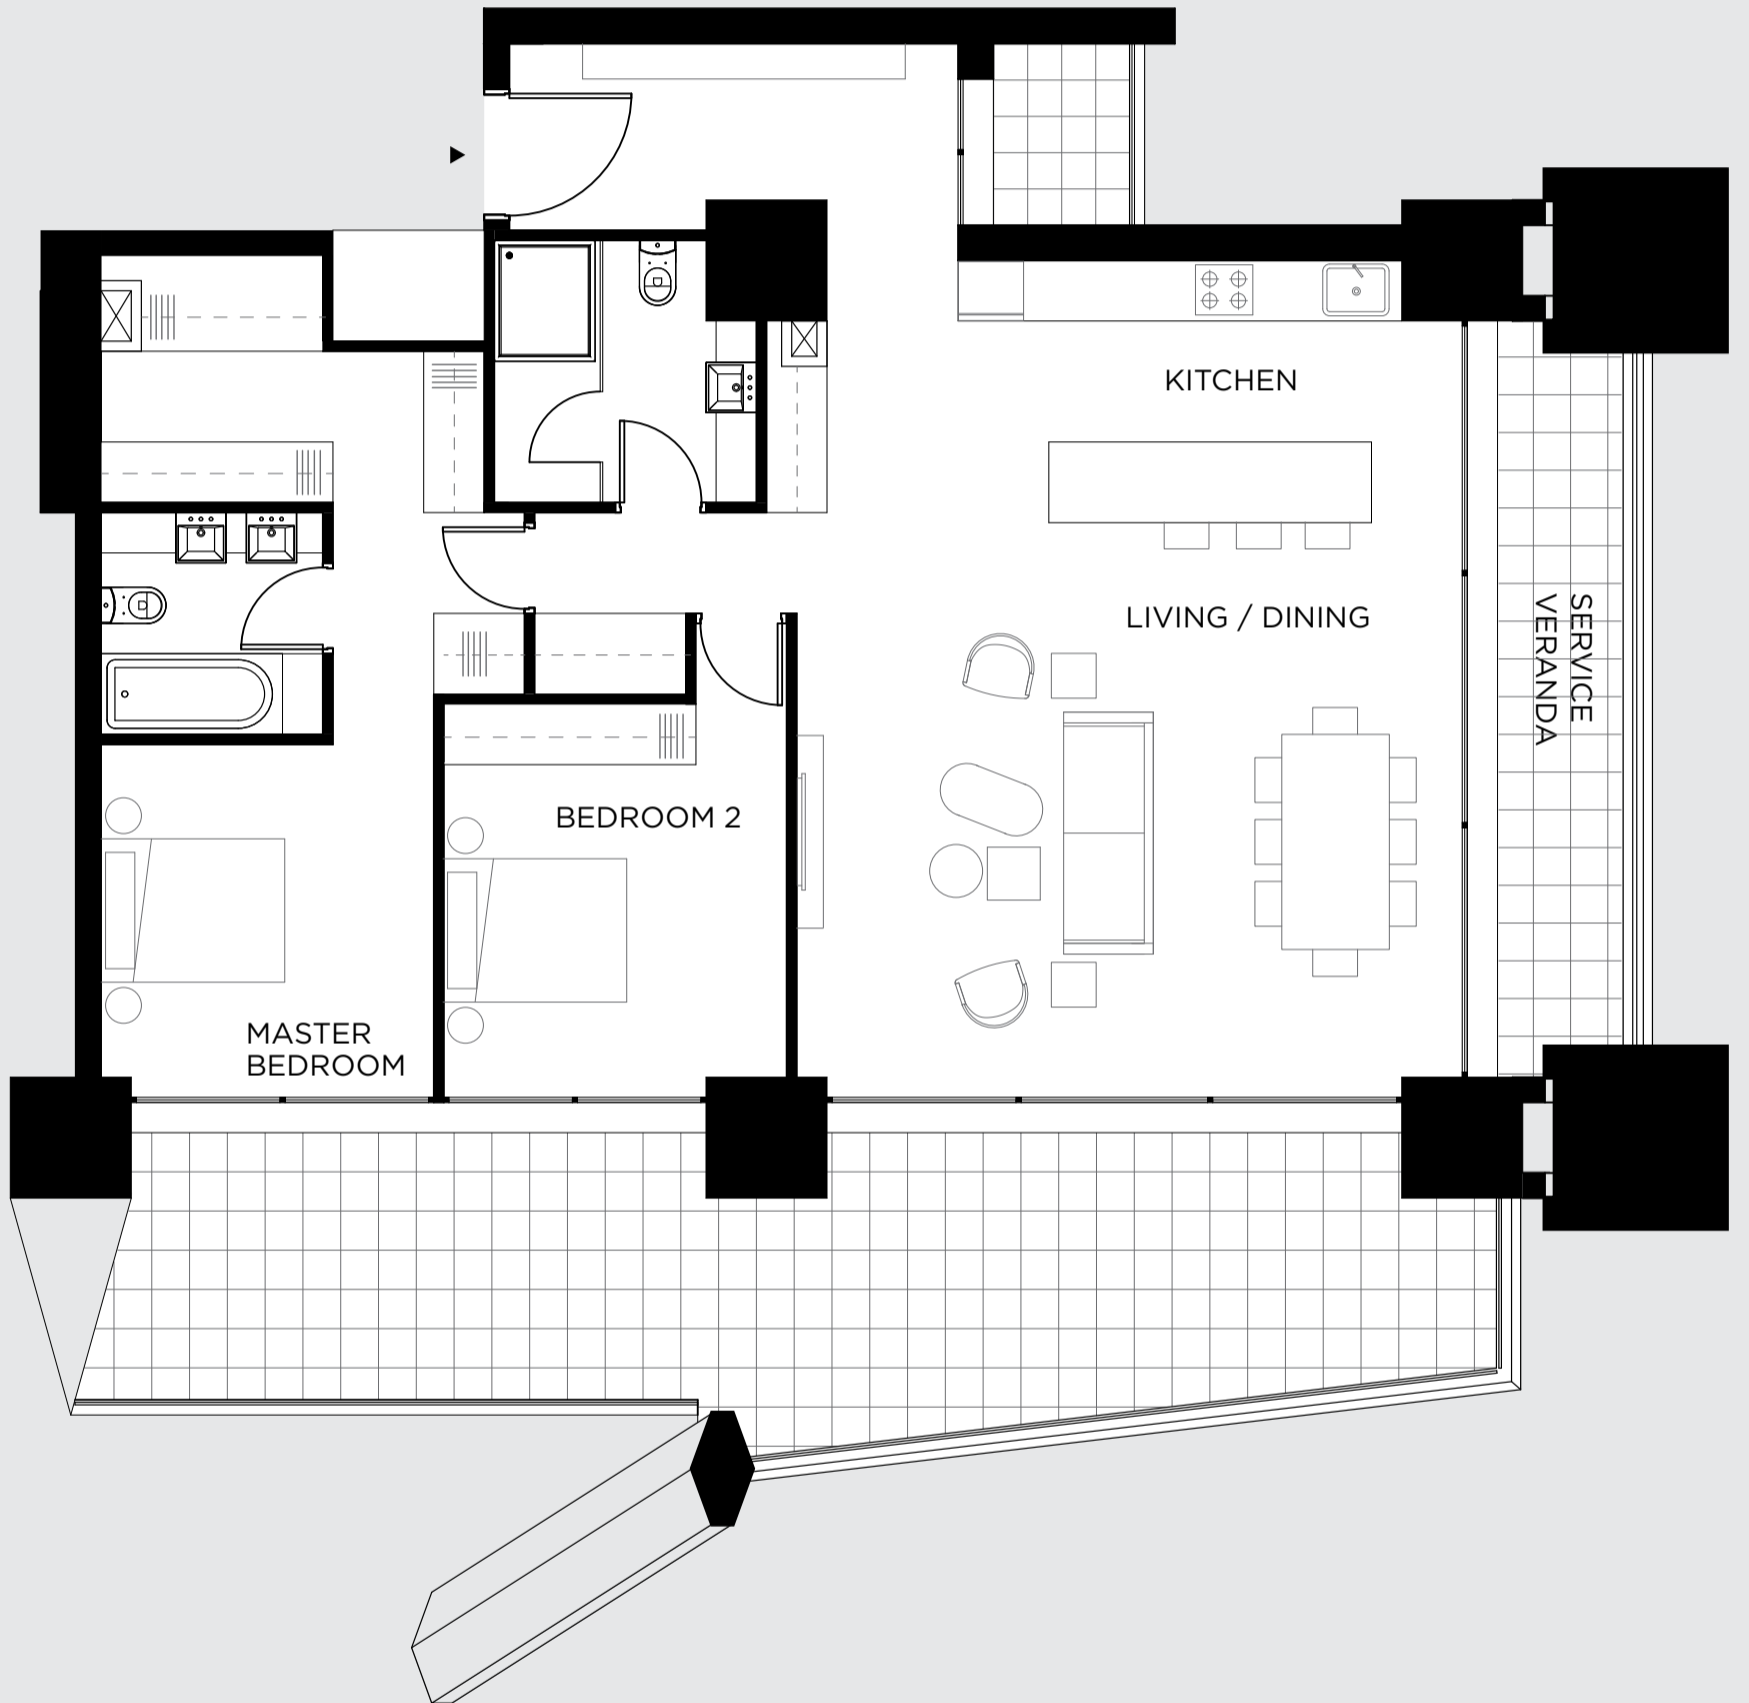 KITCHEN
LIVING / DINING
SERVICE
VERANDA
BEDROOM 2
MASTER
BEDROOM